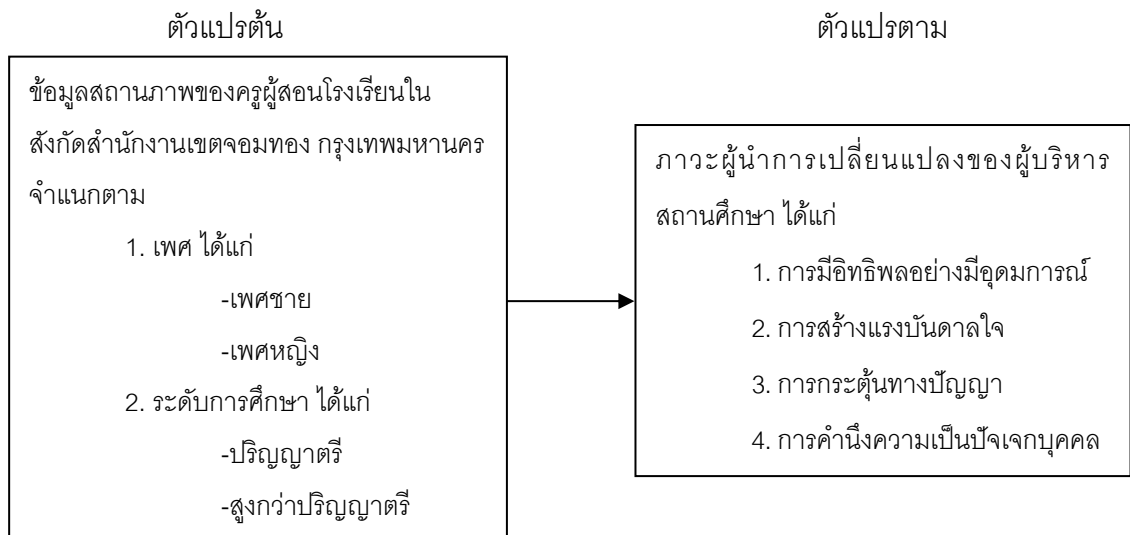 ตัวแปรต้น
ข้อมูลสถานภาพของครูผู้สอนโรงเรียนใน
สังกัดสำนักงานเขตจอมทอง กรุงเทพมหานคร
จำแนกตาม
1. เพศ ได้แก่
-เพศชาย
-เพศหญิง
2. ระดับการศึกษา ได้แก่
-ปริญญาตรี
-สูงกว่าปริญญาตรี
ตัวแปรตาม
ภาวะผู้นำการเปลี่ยนแปลงของผู้บริหาร
สถานศึกษา ได้แก่
1. การมีอิทธิพลอย่างมีอุดมการณ์
2. การสร้างแรงบันดาลใจ
3. การกระตุ้นทางปัญญา
4. การคำนึงความเป็นปัจเจกบุคคล